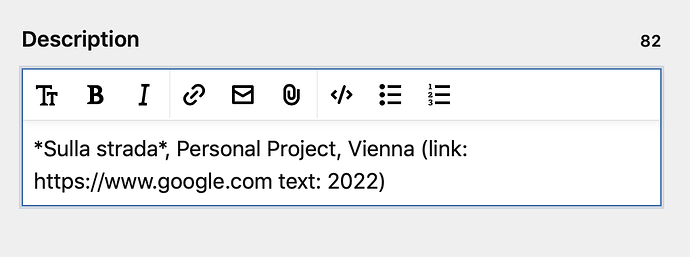 Description 82
*Sulla strada*, Personal Project, Vienna (link:
https://www.google.com text: 2022)